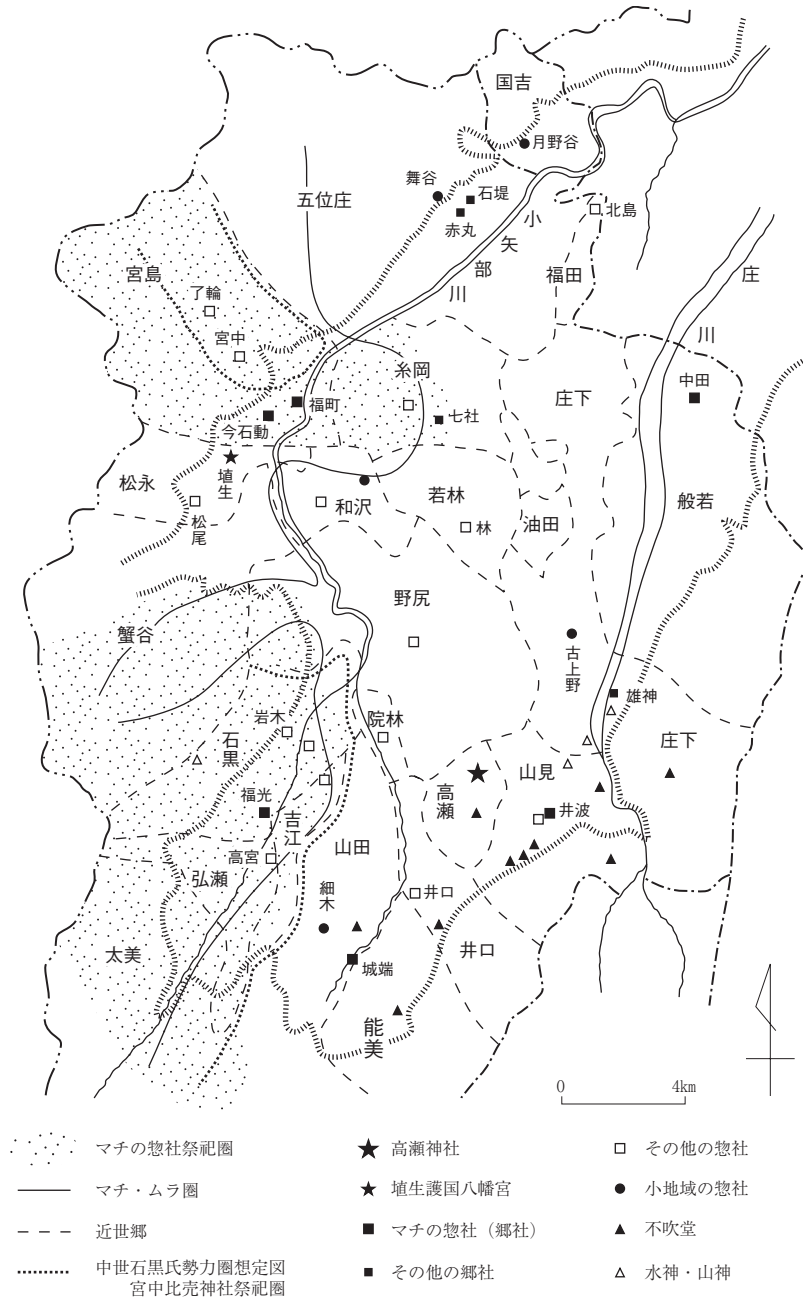 国吉
月野谷
舞谷
石堤
赤丸
五位庄
小矢部川
北島
福田
庄川
宮島
了輪
宮中
糸岡
庄下
中田
福町
今石動
七社
埴生
松永
松尾
和沢
若林
林
油田
般若
野尻
蟹谷
古上野
雄神
岩木
院林
石黒
庄下
高瀬
山見
井波
福光
吉江
山田
高宮
弘瀬
細木
井口
太美
城端
井口
能美
0 4km
マチの惣社祭祀圏
マチ・ムラ圏
近世郷
中世石黒氏勢力圏想定図
宮中比売神社祭祀圏
高瀬神社
埴生護国八幡宮
マチの惣社(郷社)
その他の郷社
その他の惣社
小地域の惣社
不吹堂
水神・山神